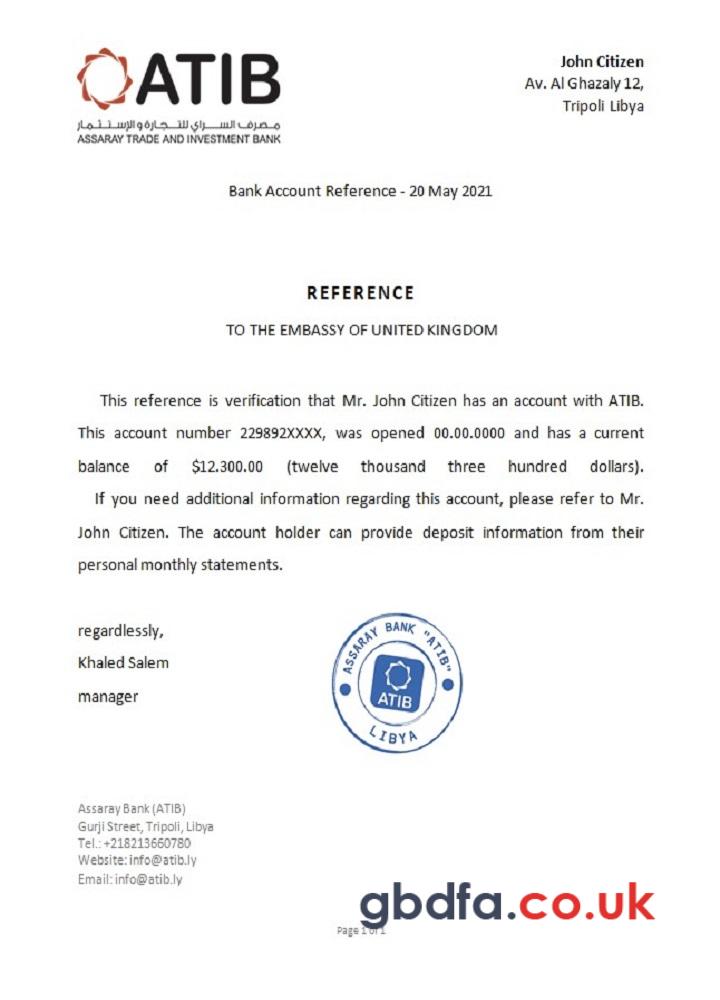 ATIB
مصرف السراي للتجارة والإستثمار
ASSARAY TRADE AND INVESTMENT BANK
John Citizen
Av. Al Ghazaly 12,
Tripoli Libya
Bank Account Reference - 20 May 2021
REFERENCE
TO THE EMBASSY OF UNITED KINGDOM
This reference is verification that Mr. John Citizen has an account with ATIB.
This account number 229892XXXX, was opened 00.00.0000 and has a current
balance of $12.300.00 (twelve thousand three hundred dollars).
If you need additional information regarding this account, please refer to Mr.
John Citizen. The account holder can provide deposit information from their
personal monthly statements.
regardlessly,
Khaled Salem
manager
ASSARAY BANK "ATIB"
ATIB
LIBYA
Assaray Bank (ATIB)
Gurji Street, Tripoli, Libya
Tel.: +218213660780
Website: info@atib.ly
Email: info@atib.ly
gbdfa.co.uk
Page 1 of 1